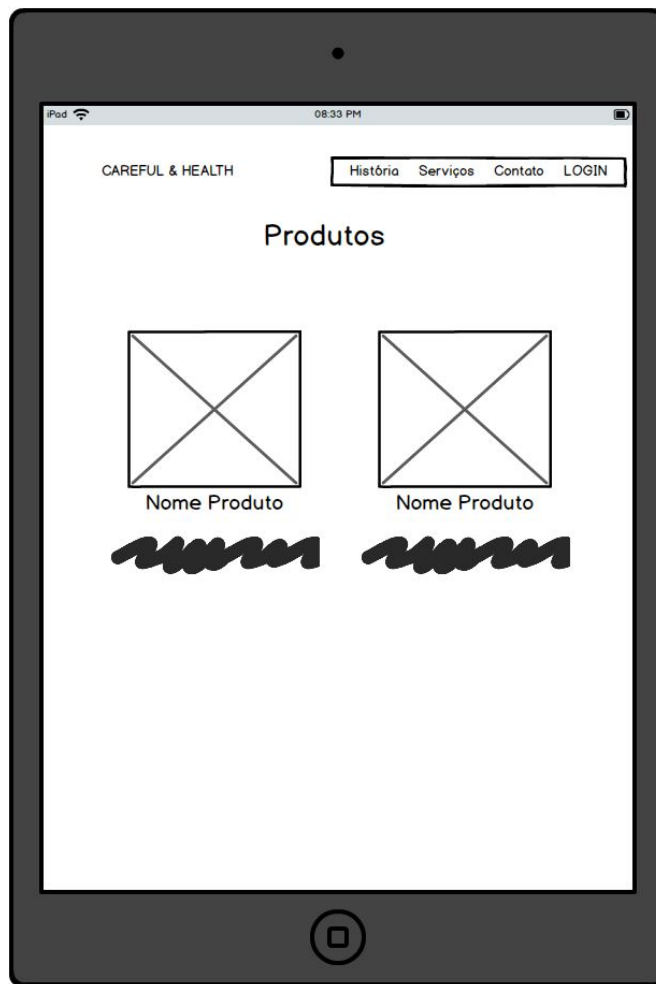 iPad 08:33 PM
CAREFUL & HEALTH História Serviços Contato LOGIN
Produtos
Nome Produto Nome Produto